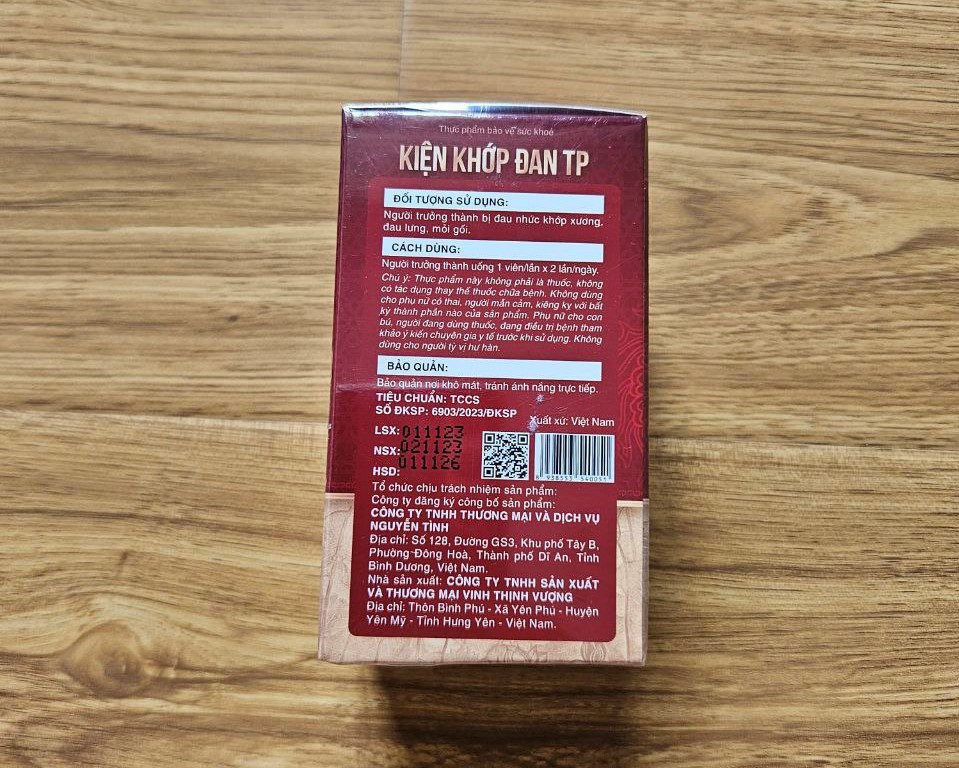 Thực phẩm bảo vệ sức khoẻ
KIỆN KHỚP ĐAN TP
ĐỐI TƯỢNG SỬ DỤNG:
Người trưởng thành bị đau nhức khớp xương,
đau lưng, mỏi gối.
CÁCH DÙNG:
Người trưởng thành uống 1 viên/lần x 2 lần/ngày.
Chú ý: Thực phẩm này không phải là thuốc, không
có tác dụng thay thế thuốc chữa bệnh. Không dùng
cho phụ nữ có thai, người mẫn cảm, kiêng kỵ với bất
kỳ thành phần nào của sản phẩm. Phụ nữ cho con
bú, người đang dùng thuốc, đang điều trị bệnh tham
khảo ý kiến chuyên gia y tế trước khi sử dụng. Không
dùng cho người tỳ vị hư hàn.
BẢO QUẢN:
Bảo quản nơi khô mát, tránh ánh nắng trực tiếp.
TIÊU CHUẨN: TCCS
SỐ ĐKSP: 6903/2023/ĐKSP
Xuất xứ: Việt Nam
LSX: 011123
NSX: 021123
HSD: 011126
Tổ chức chịu trách nhiệm sản phẩm:
Công ty đăng ký công bố sản phẩm:
CÔNG TY TNHH THƯƠNG MẠI VÀ DỊCH VỤ
NGUYỄN TÌNH
Địa chỉ: Số 128, Đường GS3, Khu phố Tây B,
Phường Đông Hoà, Thành phố Dĩ An, Tỉnh
Bình Dương, Việt Nam.
Nhà sản xuất: CÔNG TY TNHH SẢN XUẤT
VÀ THƯƠNG MẠI VINH THỊNH VƯỢNG
Địa chỉ: Thôn Bình Phú - Xã Yên Phú - Huyện
Yên Mỹ - Tỉnh Hưng Yên - Việt Nam.